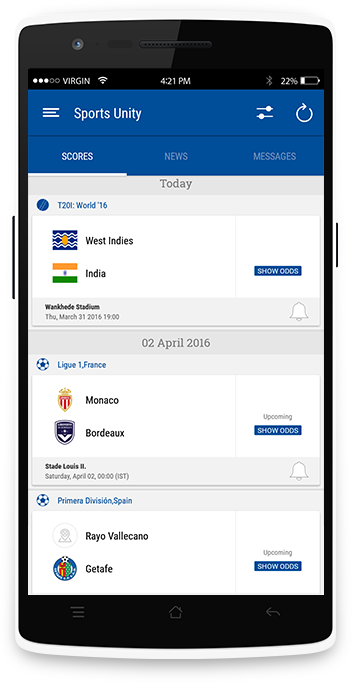 VIRGIN 4:21 PM 22%
Sports Unity
SCORES NEWS MESSAGES
Today
T20I: World '16
West Indies
India
SHOW ODDS
Wankhede Stadium
Thu, March 31 2016 19:00
02 April 2016
Ligue 1,France
Monaco
Upcoming
Bordeaux
SHOW ODDS
Stade Louis II.
Saturday, April 02, 00:00 (IST)
Primera División,Spain
Rayo Vallecano
Upcoming
Getafe
SHOW ODDS